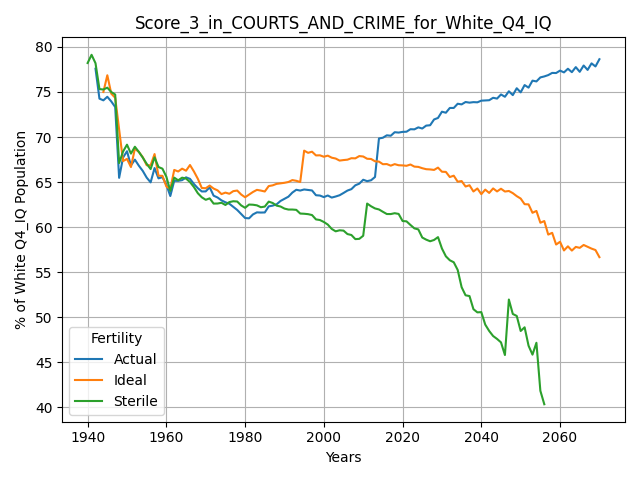 Score_3_in_COURTS_AND_CRIME_for_White_Q4_IQ
% of White Q4_IQ Population
80
75
70
65
60
55
50
45
40
Fertility
Actual
Ideal
Sterile
1940 1960 1980 2000 2020 2040 2060
Years